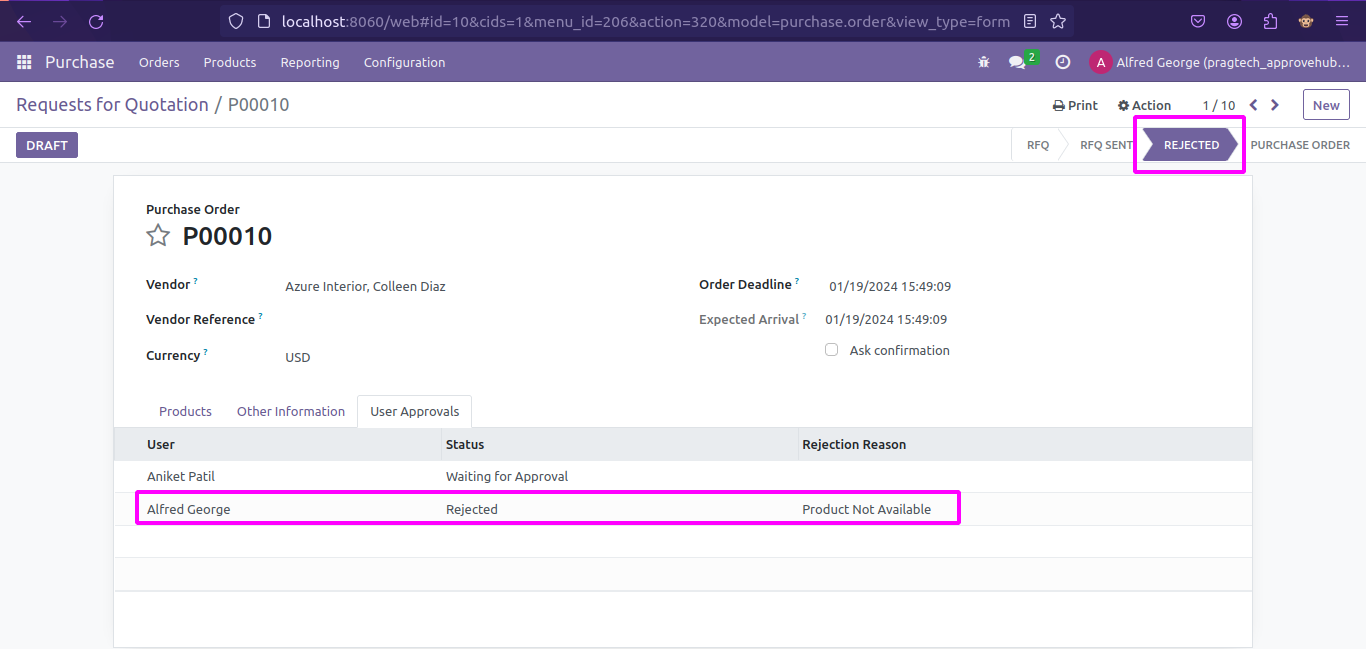 localhost:8060/web#id=10&cids=1&menu_id=206&action=320&model=purchase.order&view_type=form
Purchase Orders Products Reporting Configuration 2 A Alfred George (pragtech_approvehub...
Requests for Quotation / P00010 Print Action 1 / 10 New
DRAFT RFQ RFQ SENT REJECTED PURCHASE ORDER
Purchase Order
P00010
Vendor ? Azure Interior, Colleen Diaz Order Deadline ? 01/19/2024 15:49:09
Vendor Reference ? Expected Arrival ? 01/19/2024 15:49:09
Currency ? USD Ask confirmation
Products Other Information User Approvals
User Status Rejection Reason
Aniket Patil Waiting for Approval
Alfred George Rejected Product Not Available